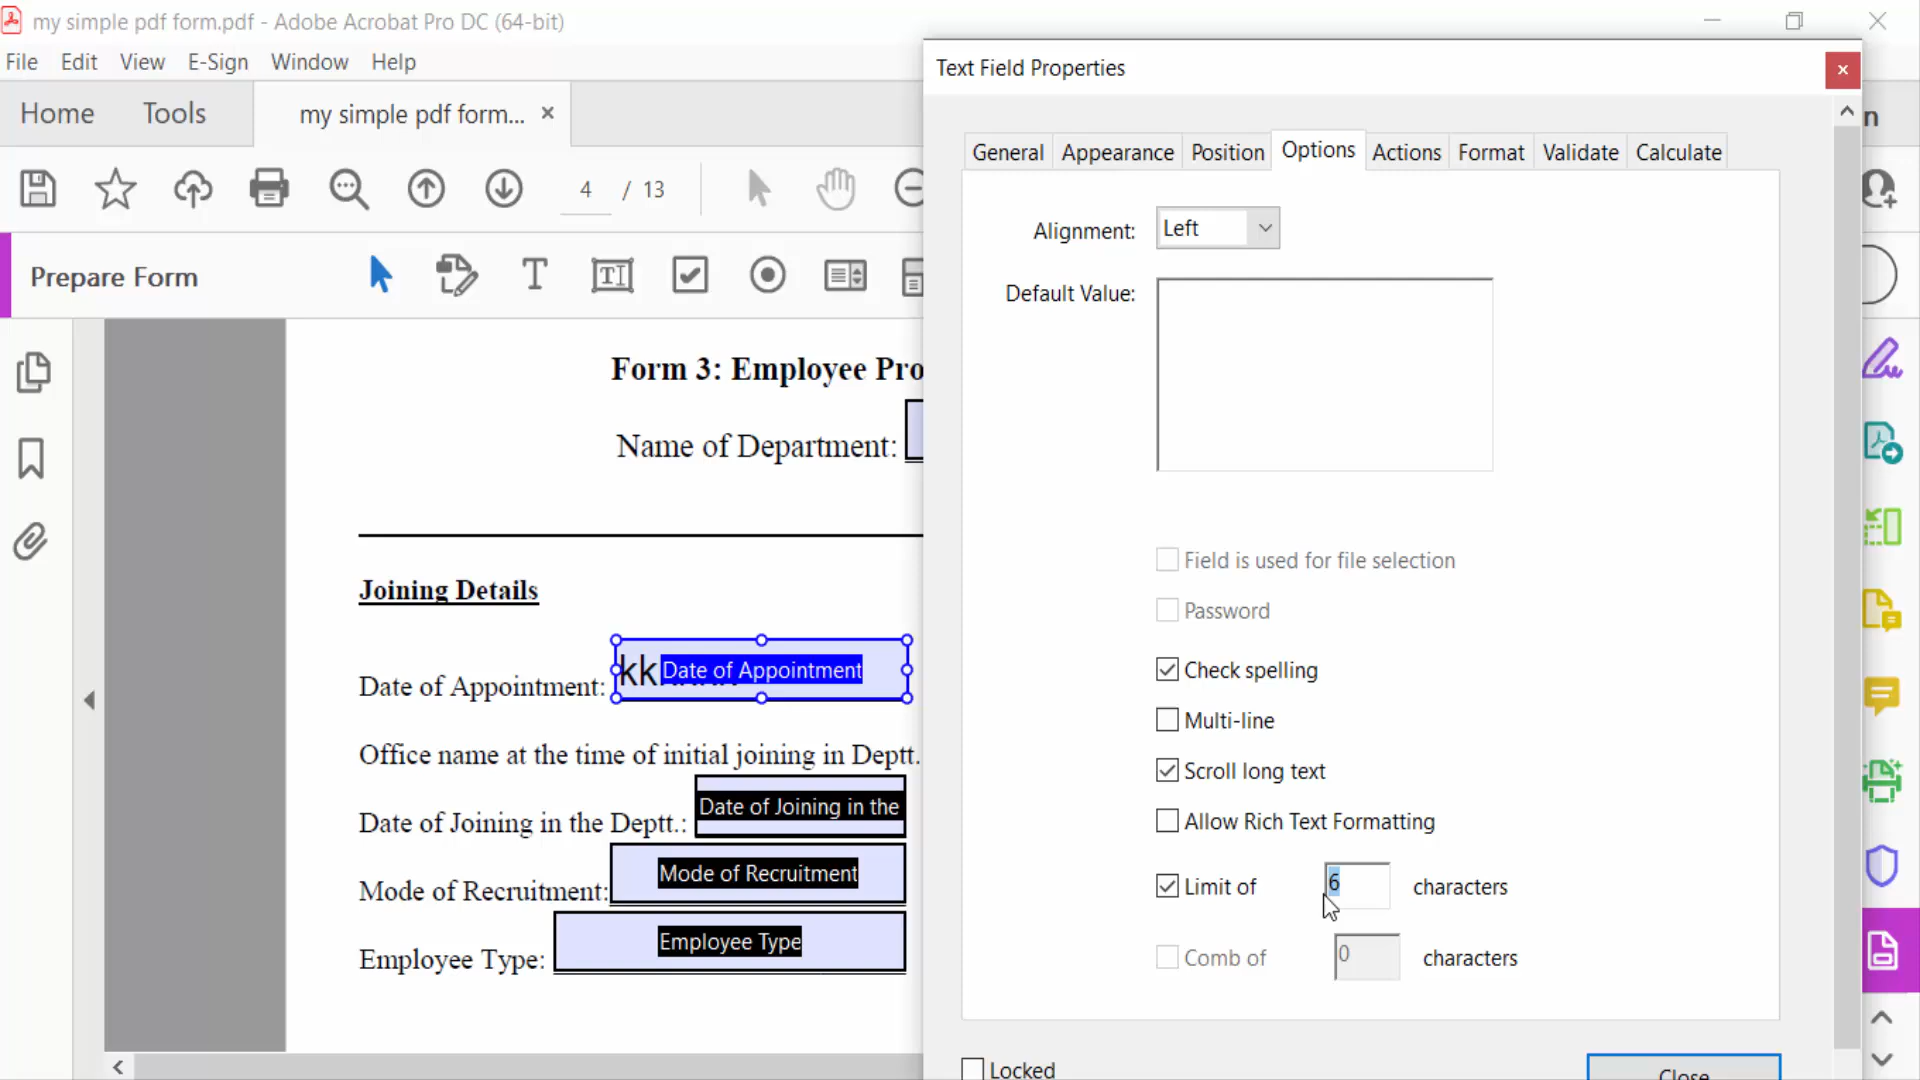 my simple pdf form.pdf - Adobe Acrobat Pro DC (64-bit)
File Edit View E-Sign Window Help
Home Tools my simple pdf form...
4 / 13
Prepare Form
Form 3: Employee Pro
Name of Department:
Joining Details
Date of Appointment: kk Date of Appointment
Office name at the time of initial joining in Deptt.
Date of Joining in the Deptt.: Date of Joining in the
Mode of Recruitment: Mode of Recruitment
Employee Type: Employee Type
Text Field Properties
General Appearance Position Options Actions Format Validate Calculate
Alignment: Left
Default Value:
Field is used for file selection
Password
Check spelling
Multi-line
Scroll long text
Allow Rich Text Formatting
Limit of 6 characters
Comb of 0 characters
Locked
Close
n